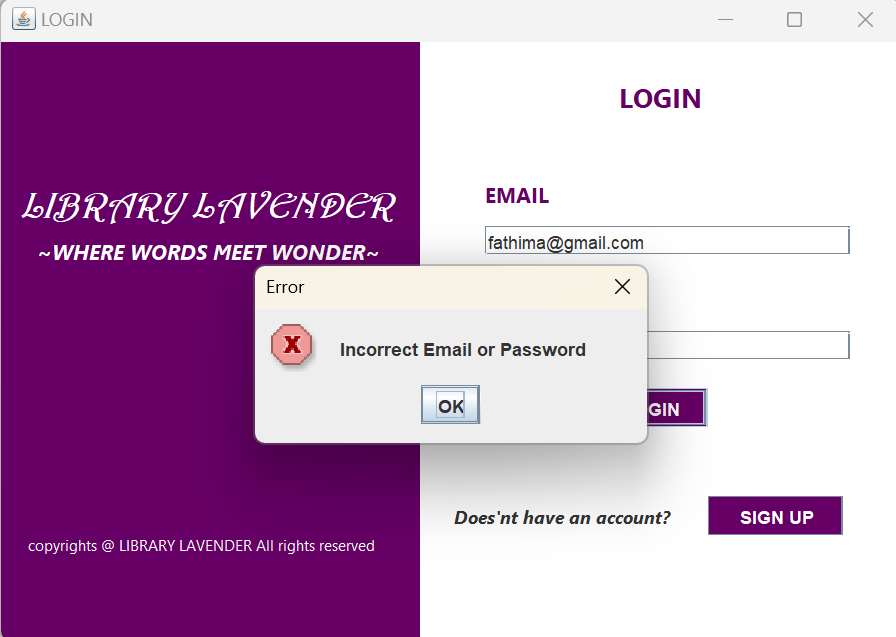 LOGIN
LIBRARY LAVENDER
~WHERE WORDS MEET WONDER~
copyrights @ LIBRARY LAVENDER All rights reserved
LOGIN
EMAIL
fathima@gmail.com
Error
X
Incorrect Email or Password
OK
GIN
Does'nt have an account?
SIGN UP